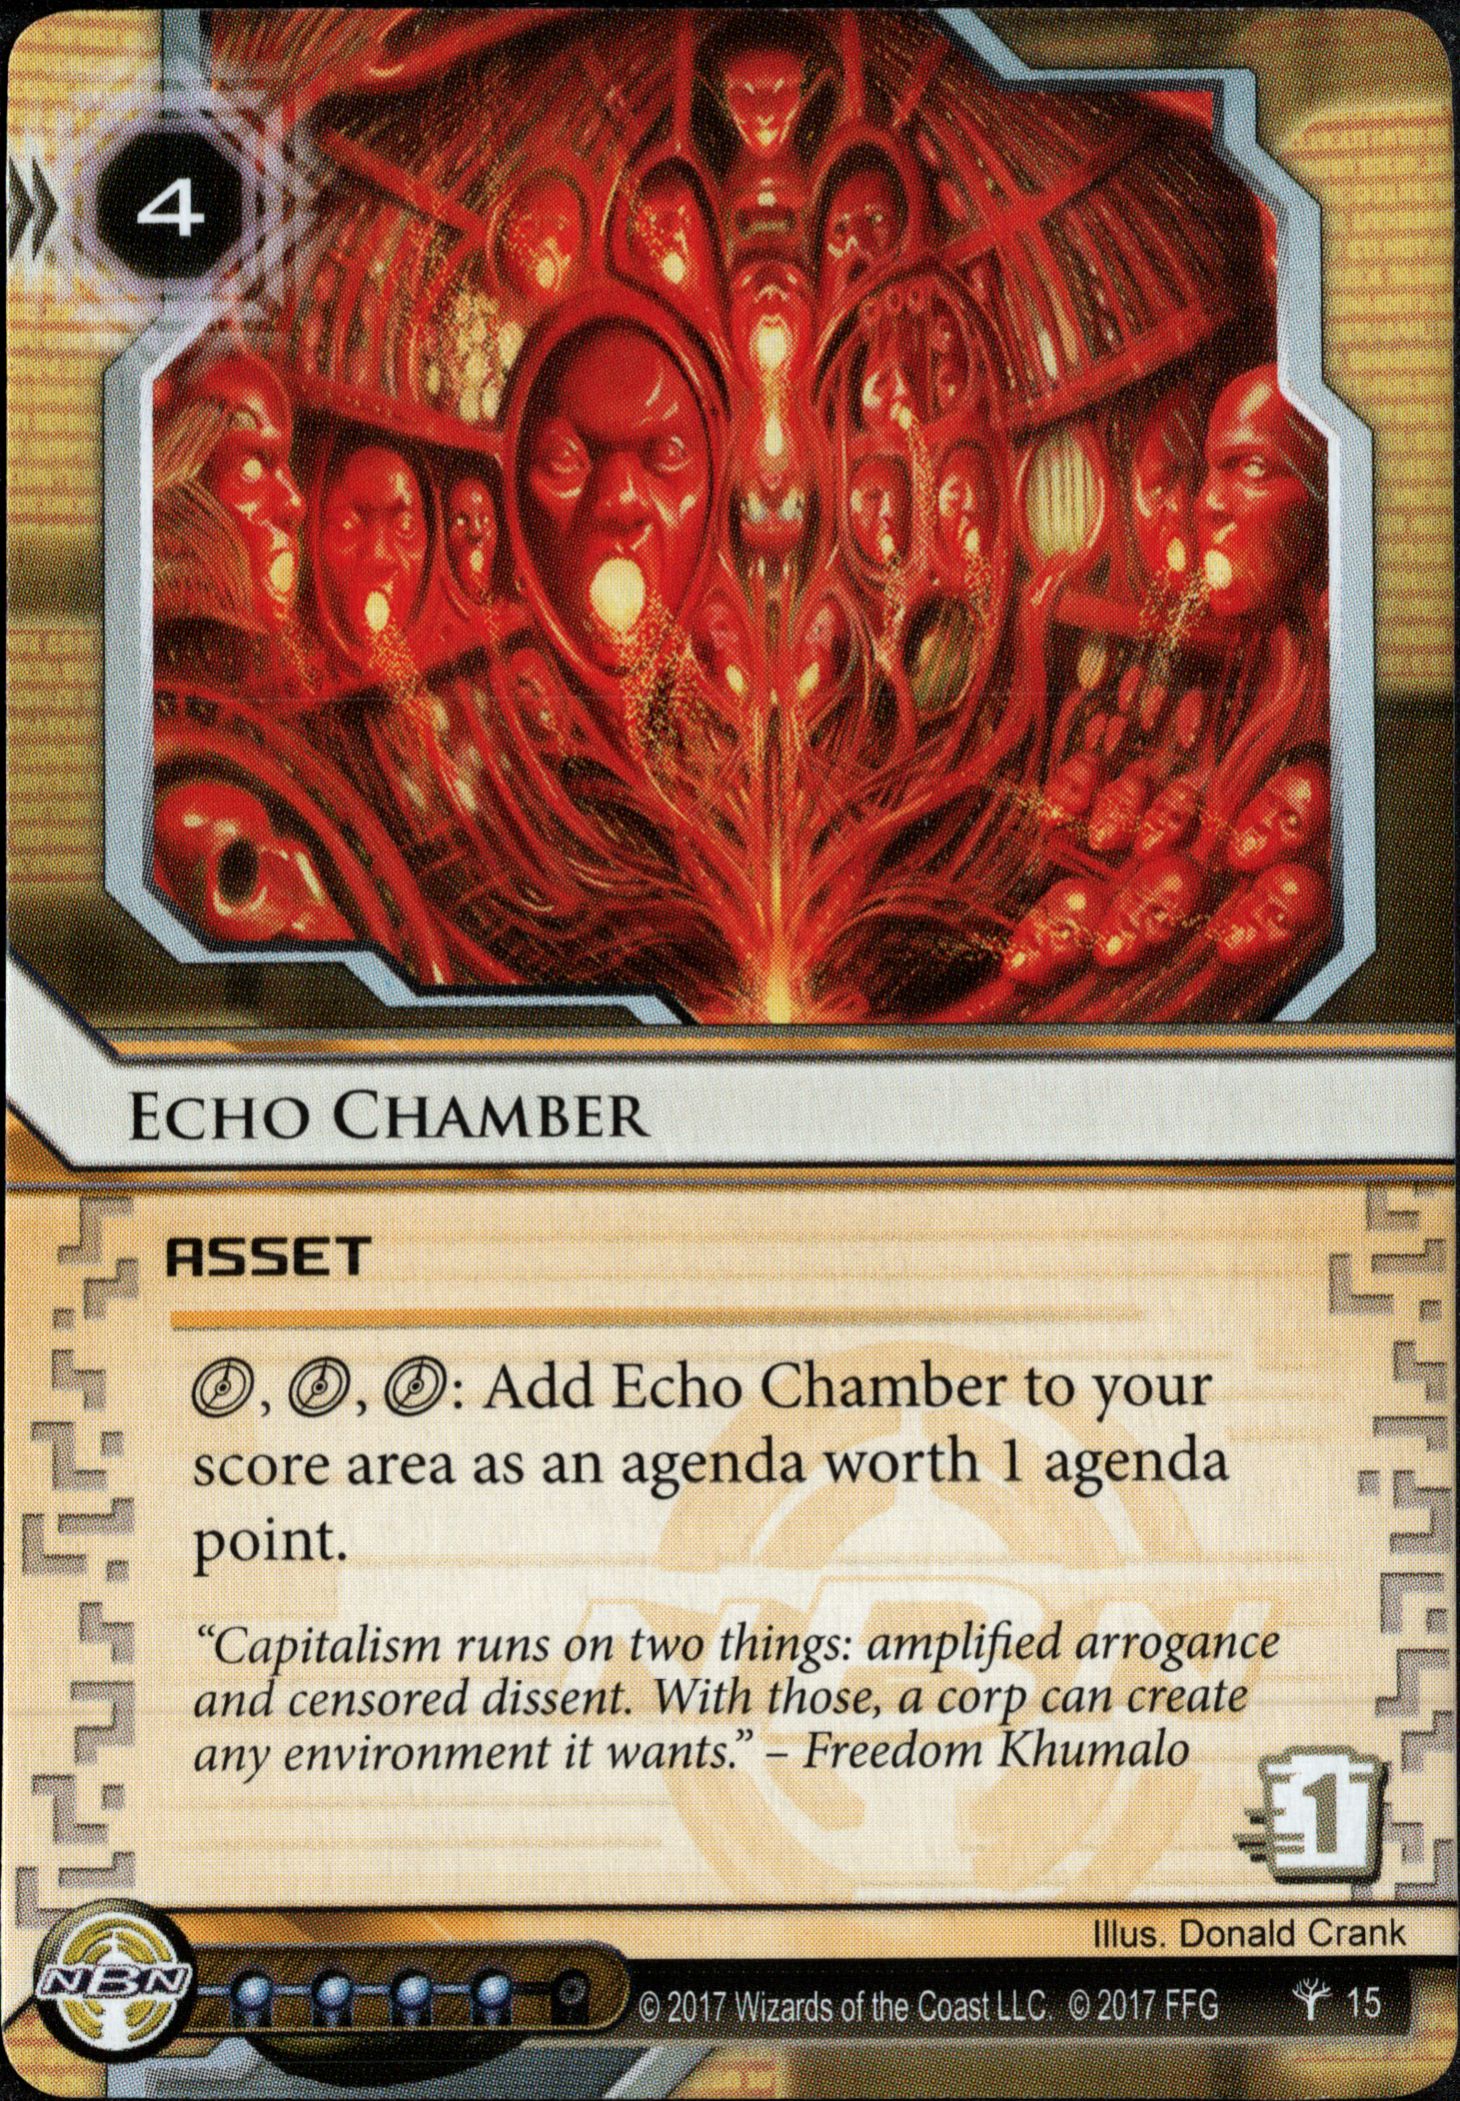 4
ECHO CHAMBER
ASSET
, , : Add Echo Chamber to your
score area as an agenda worth 1 agenda
point.
“Capitalism runs on two things: amplified arrogance
and censored dissent. With those, a corp can create
any environment it wants.” – Freedom Khumalo
1
Illus. Donald Crank
NBN
© 2017 Wizards of the Coast LLC. © 2017 FFG 15